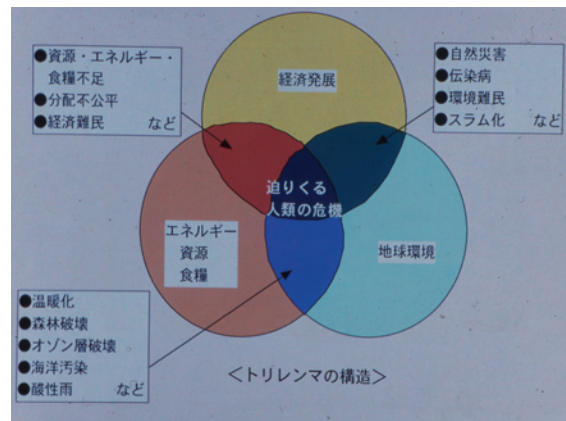 ●資源・エネルギー・
食糧不足
●分配不公平
●経済難民 など
経済発展
●自然災害
●伝染病
●環境難民
●スラム化 など
迫りくる
人類の危機
エネルギー
資源
食糧
地球環境
●温暖化
●森林破壊
●オゾン層破壊
●海洋汚染
●酸性雨 など
＜トリレンマの構造＞